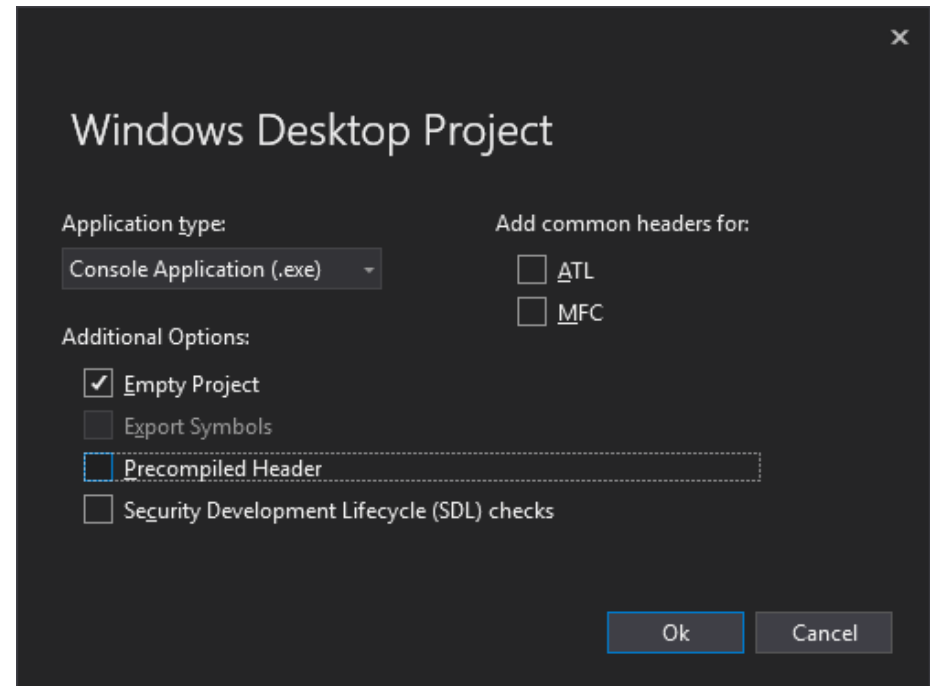 Windows Desktop Project
Application type:
Console Application (.exe)
Additional Options:
Empty Project
Export Symbols
Precompiled Header
Security Development Lifecycle (SDL) checks
Add common headers for:
ATL
MFC
Ok
Cancel